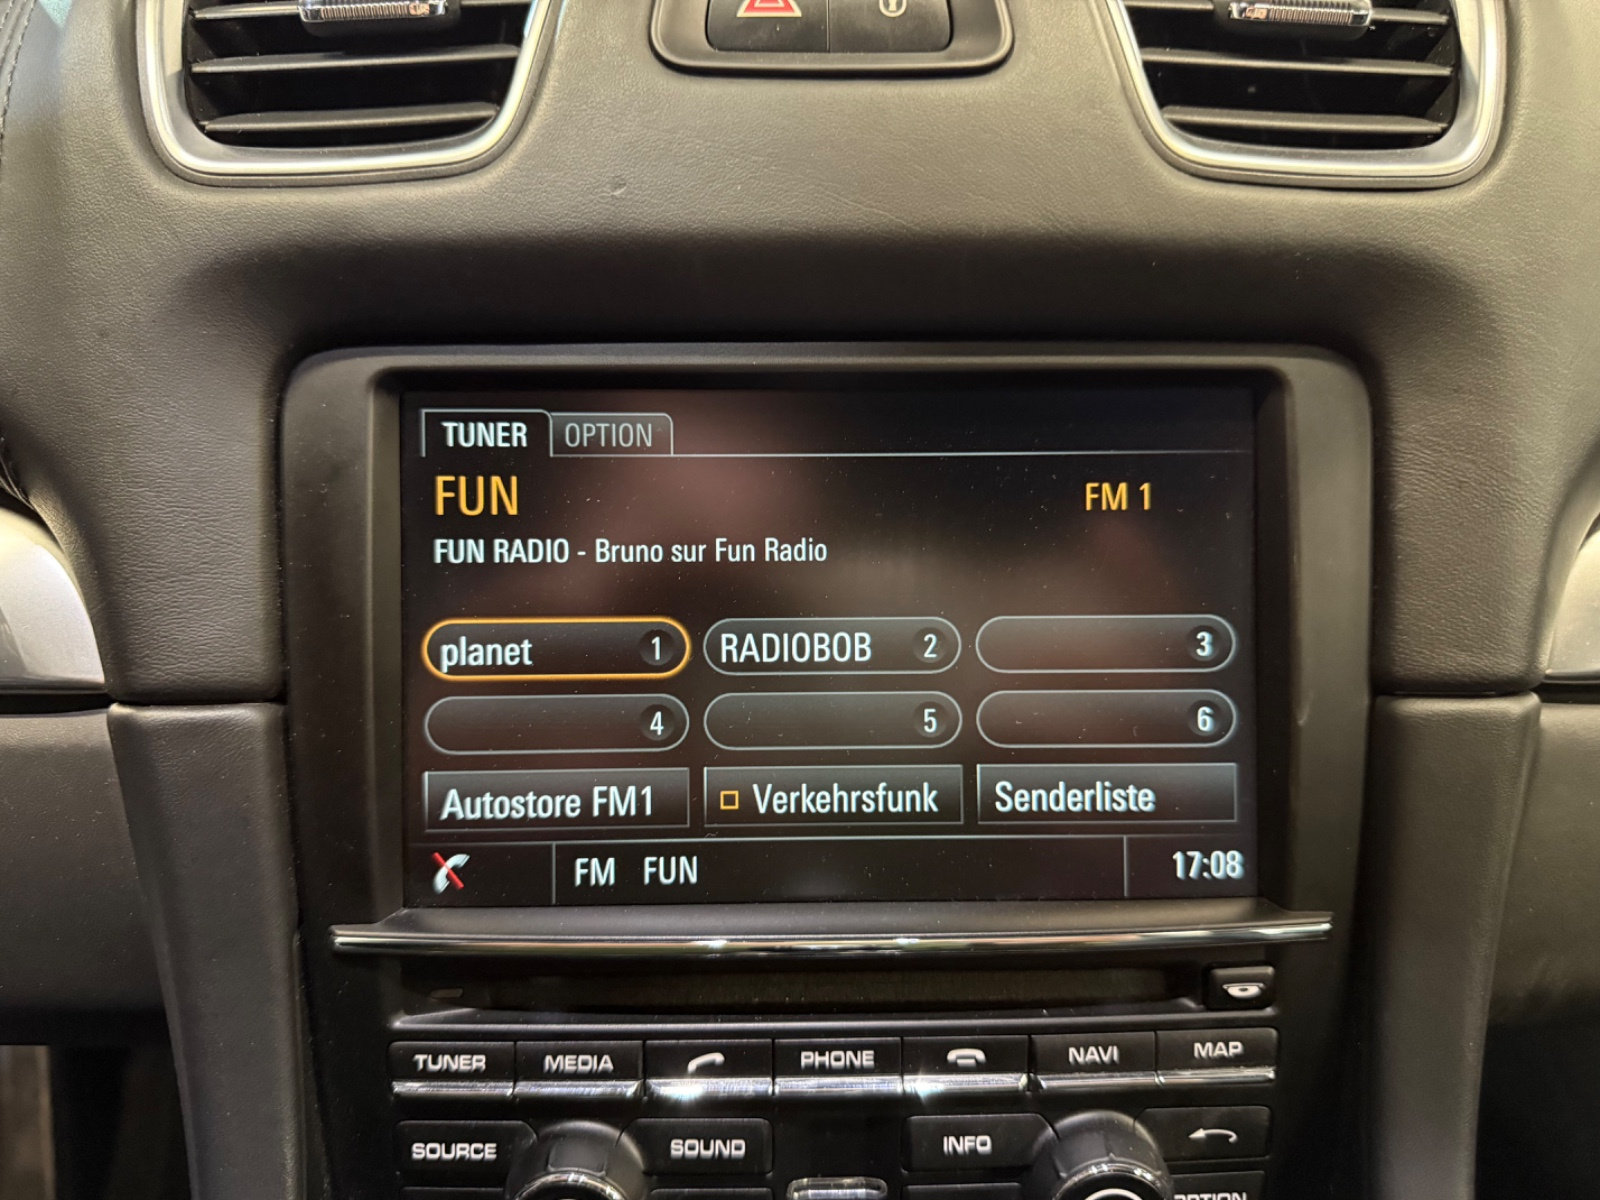 TUNER OPTION
FUN FM 1
FUN RADIO - Bruno sur Fun Radio
planet 1 RADIOBOB 2 3
4 5 6
Autostore FM1 Verkehrsfunk Senderliste
FM FUN 17:08
TUNER MEDIA PHONE NAVI MAP
SOURCE SOUND INFO
OPTION